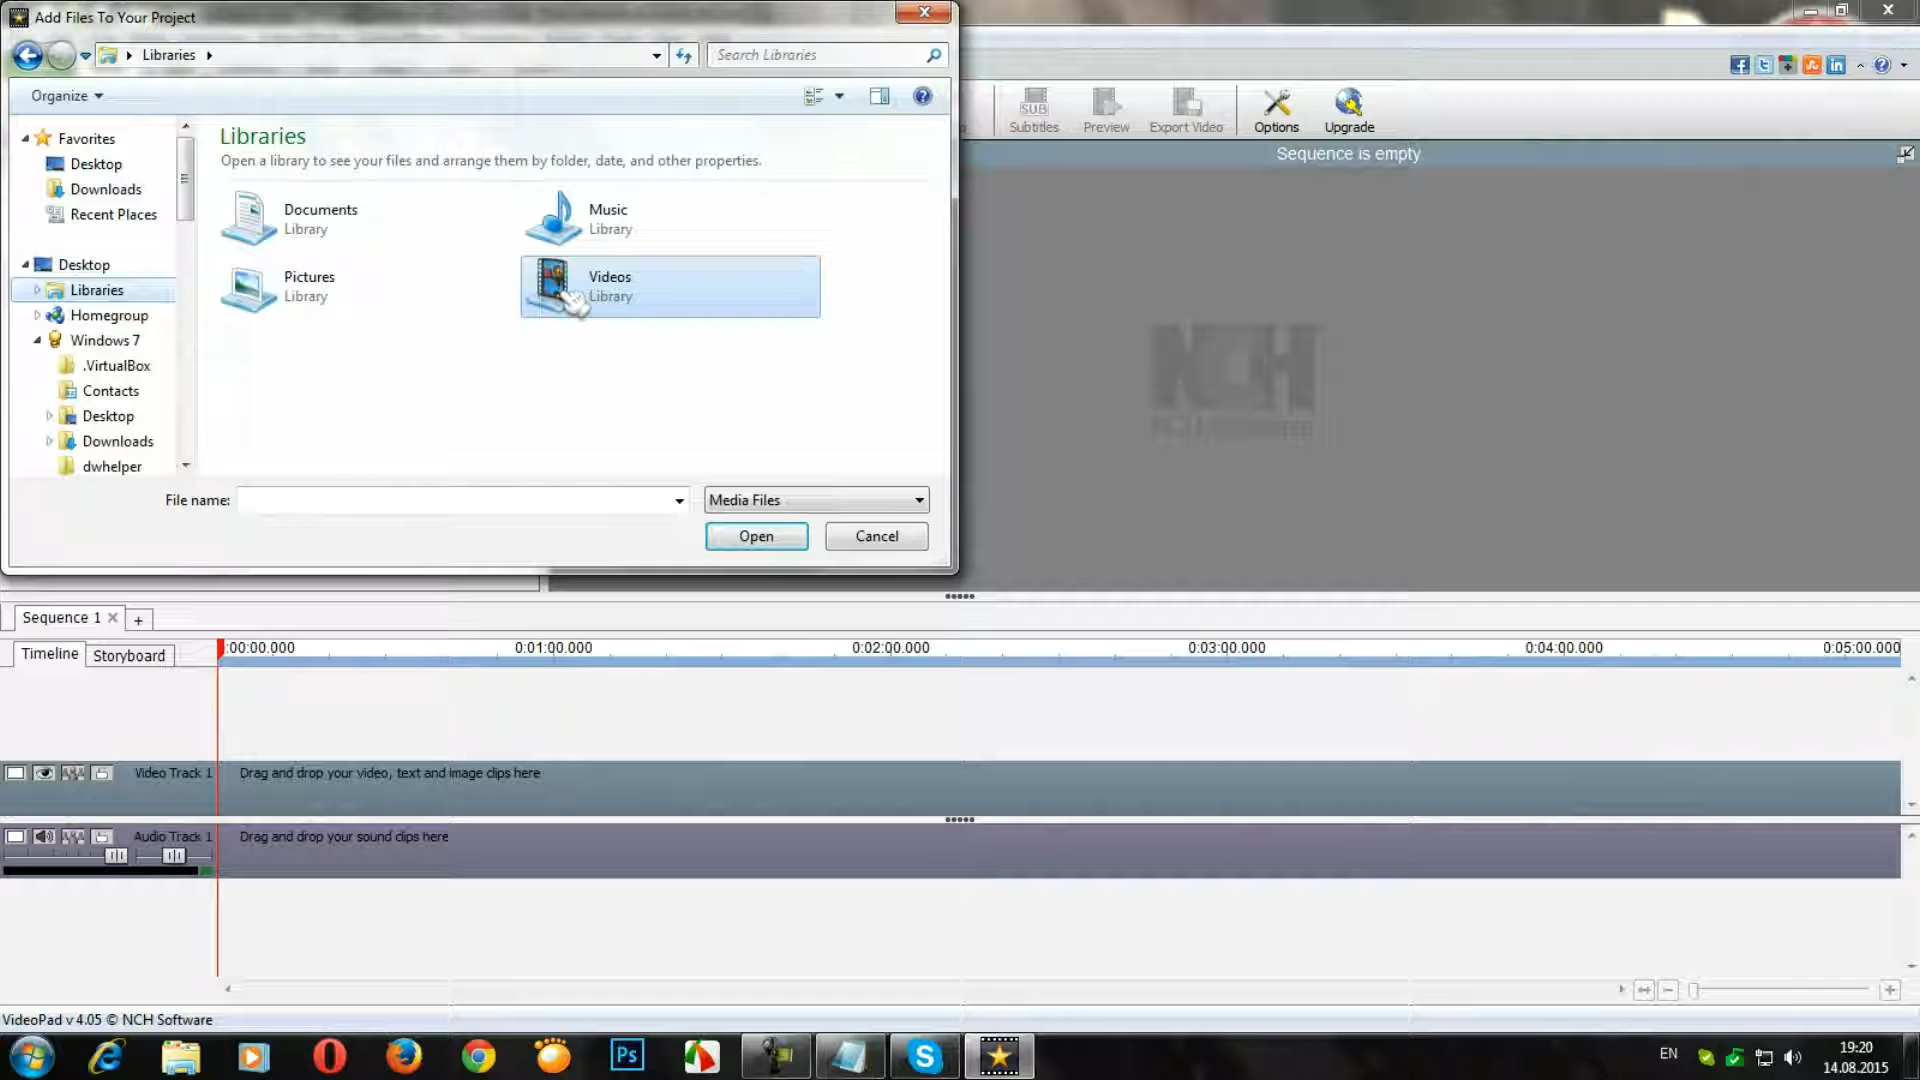 Add Files To Your Project
Libraries
Search Libraries
Organize
Favorites
Desktop
Downloads
Recent Places
Desktop
Libraries
Homegroup
Windows 7
.VirtualBox
Contacts
Desktop
Downloads
dwhelper
Libraries
Open a library to see your files and arrange them by folder, date, and other properties.
Documents
Library
Music
Library
Pictures
Library
Videos
Library
File name:
Media Files
Open
Cancel
SUB
Subtitles
Preview
Export Video
Options
Upgrade
Sequence is empty
NCH
Sequence 1
Timeline
Storyboard
:00:00.000
0:01:00.000
0:02:00.000
0:03:00.000
0:04:00.000
0:05:00.000
Video Track 1
Drag and drop your video, text and image clips here
Audio Track 1
Drag and drop your sound clips here
VideoPad v 4.05 © NCH Software
Ps
EN
19:20
14.08.2015